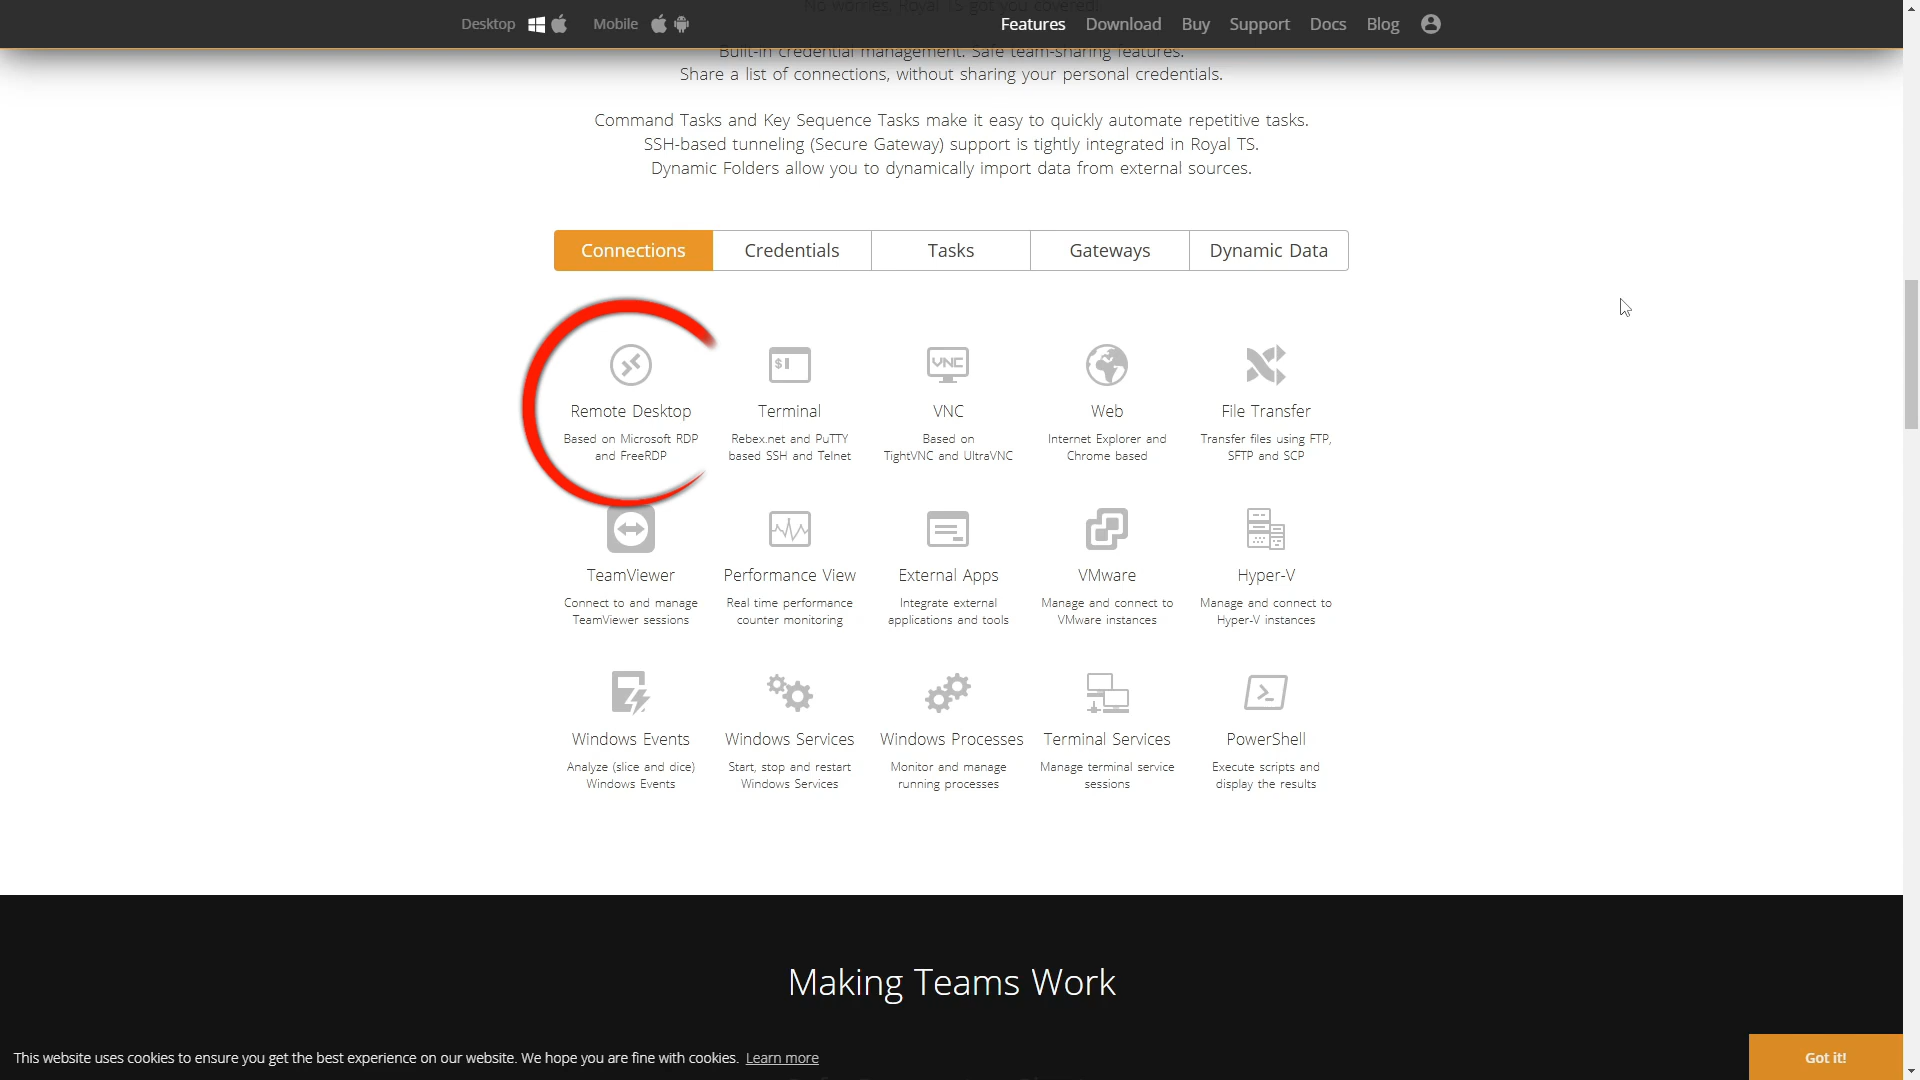 No worries, Royal TS got you covered!
Desktop Mobile Features Download Buy Support Docs Blog
Built-in credential management. Safe team-sharing features.
Share a list of connections, without sharing your personal credentials.
Command Tasks and Key Sequence Tasks make it easy to quickly automate repetitive tasks.
SSH-based tunneling (Secure Gateway) support is tightly integrated in Royal TS.
Dynamic Folders allow you to dynamically import data from external sources.
Connections Credentials Tasks Gateways Dynamic Data
$
VNC
Remote Desktop Terminal VNC Web File Transfer
Based on Microsoft RDP Rebex.net and PuTTY Based on Internet Explorer and Transfer files using FTP,
and FreeRDP based SSH and Telnet TightVNC and UltraVNC Chrome based SFTP and SCP
TeamViewer Performance View External Apps VMware Hyper-V
Connect to and manage Real time performance Integrate external Manage and connect to Manage and connect to
TeamViewer sessions counter monitoring applications and tools VMware instances Hyper-V instances
Windows Events Windows Services Windows Processes Terminal Services PowerShell
Analyze (slice and dice) Start, stop and restart Monitor and manage Manage terminal service Execute scripts and
Windows Events Windows Services running processes sessions display the results
Making Teams Work
This website uses cookies to ensure you get the best experience on our website. We hope you are fine with cookies. Learn more
Got it!